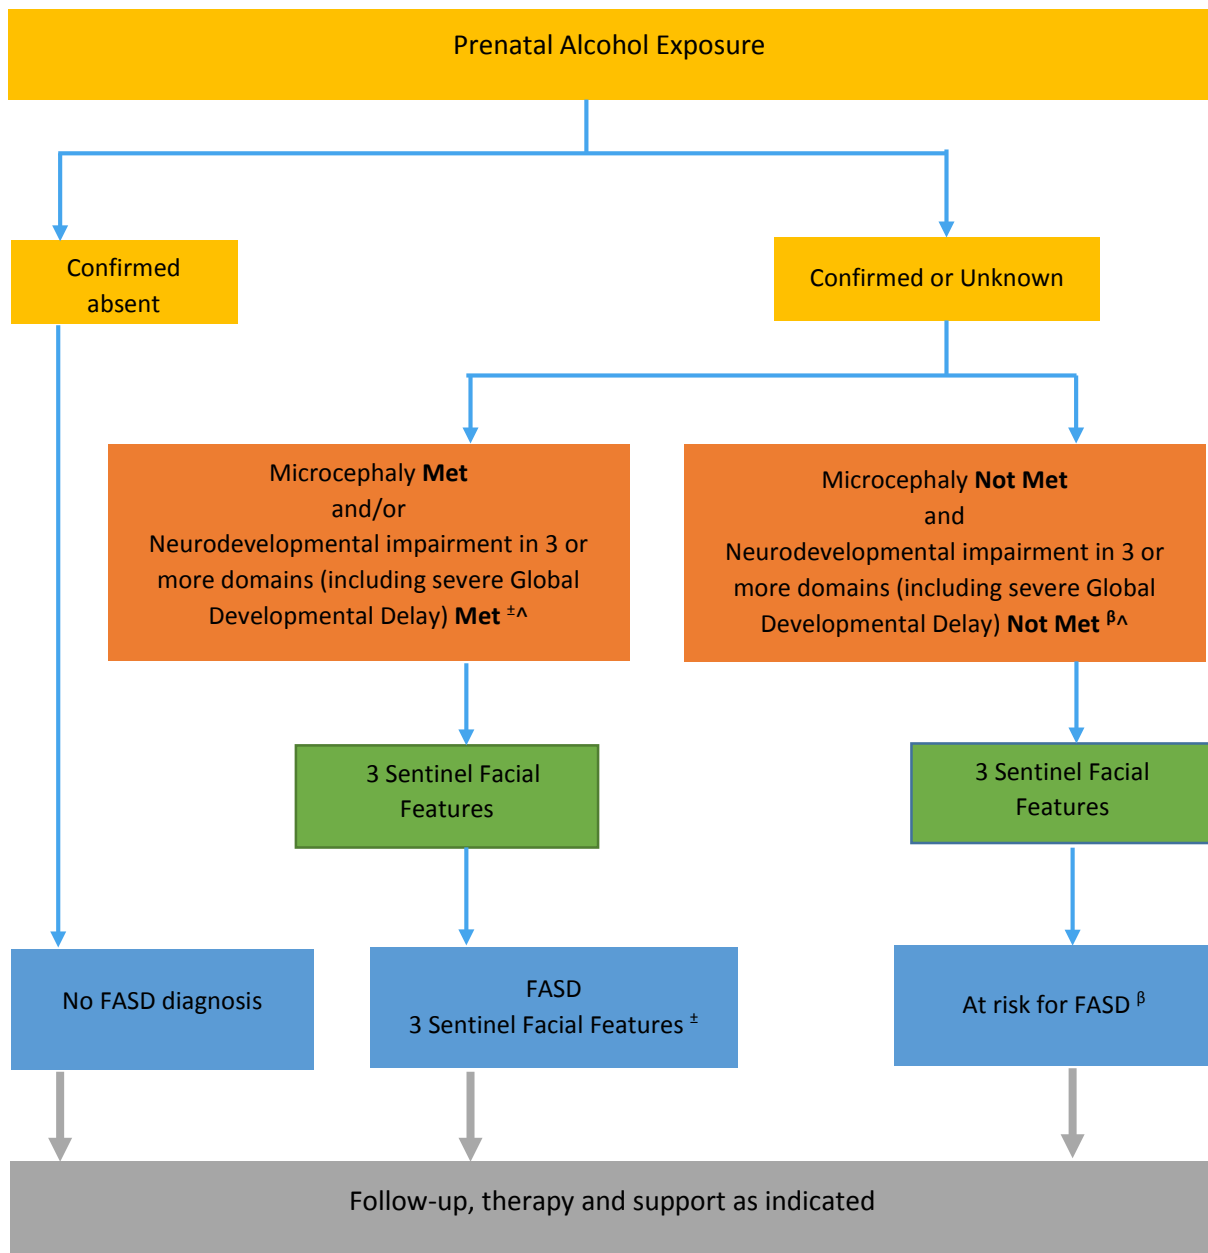 Prenatal Alcohol Exposure
Confirmed
absent
Confirmed or Unknown
Microcephaly Met
and/or
Neurodevelopmental impairment in 3 or
more domains (including severe Global
Developmental Delay) Met ±^
Microcephaly Not Met
and
Neurodevelopmental impairment in 3 or
more domains (including severe Global
Developmental Delay) Not Met β^
3 Sentinel Facial
Features
3 Sentinel Facial
Features
No FASD diagnosis
FASD
3 Sentinel Facial Features ±
At risk for FASD β
Follow-up, therapy and support as indicated